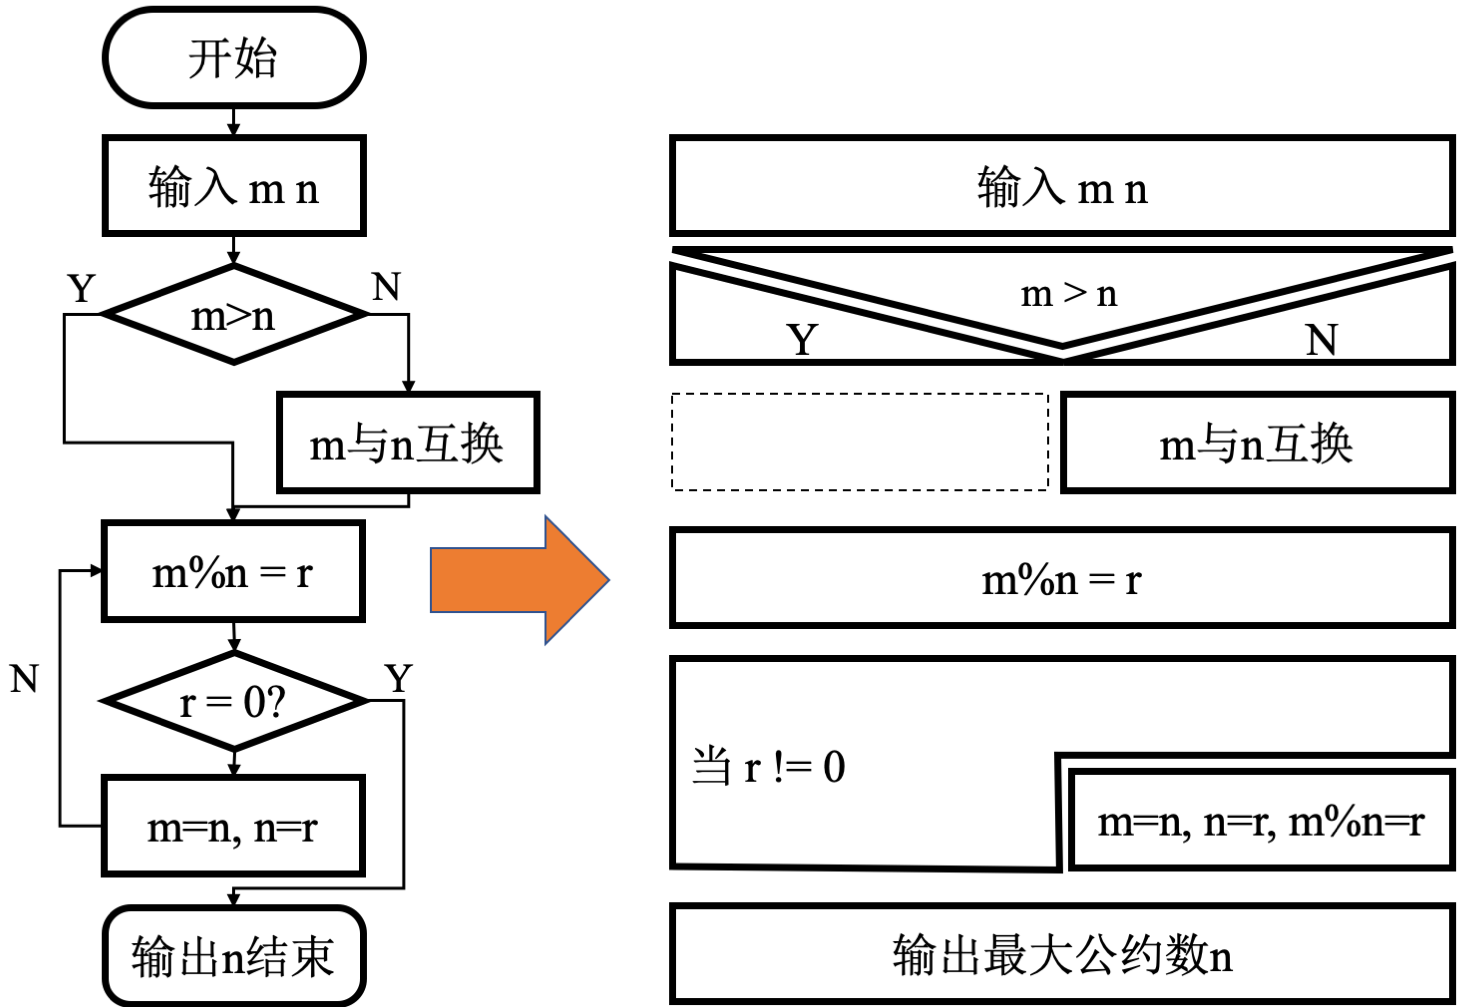 开始
输入 m n
Y
N
m>n
m与n互换
m%n = r
N
Y
r = 0?
m=n, n=r
输出n结束
输入 m n
m > n
Y
N
m与n互换
m%n = r
当 r != 0
m=n, n=r, m%n=r
输出最大公约数n